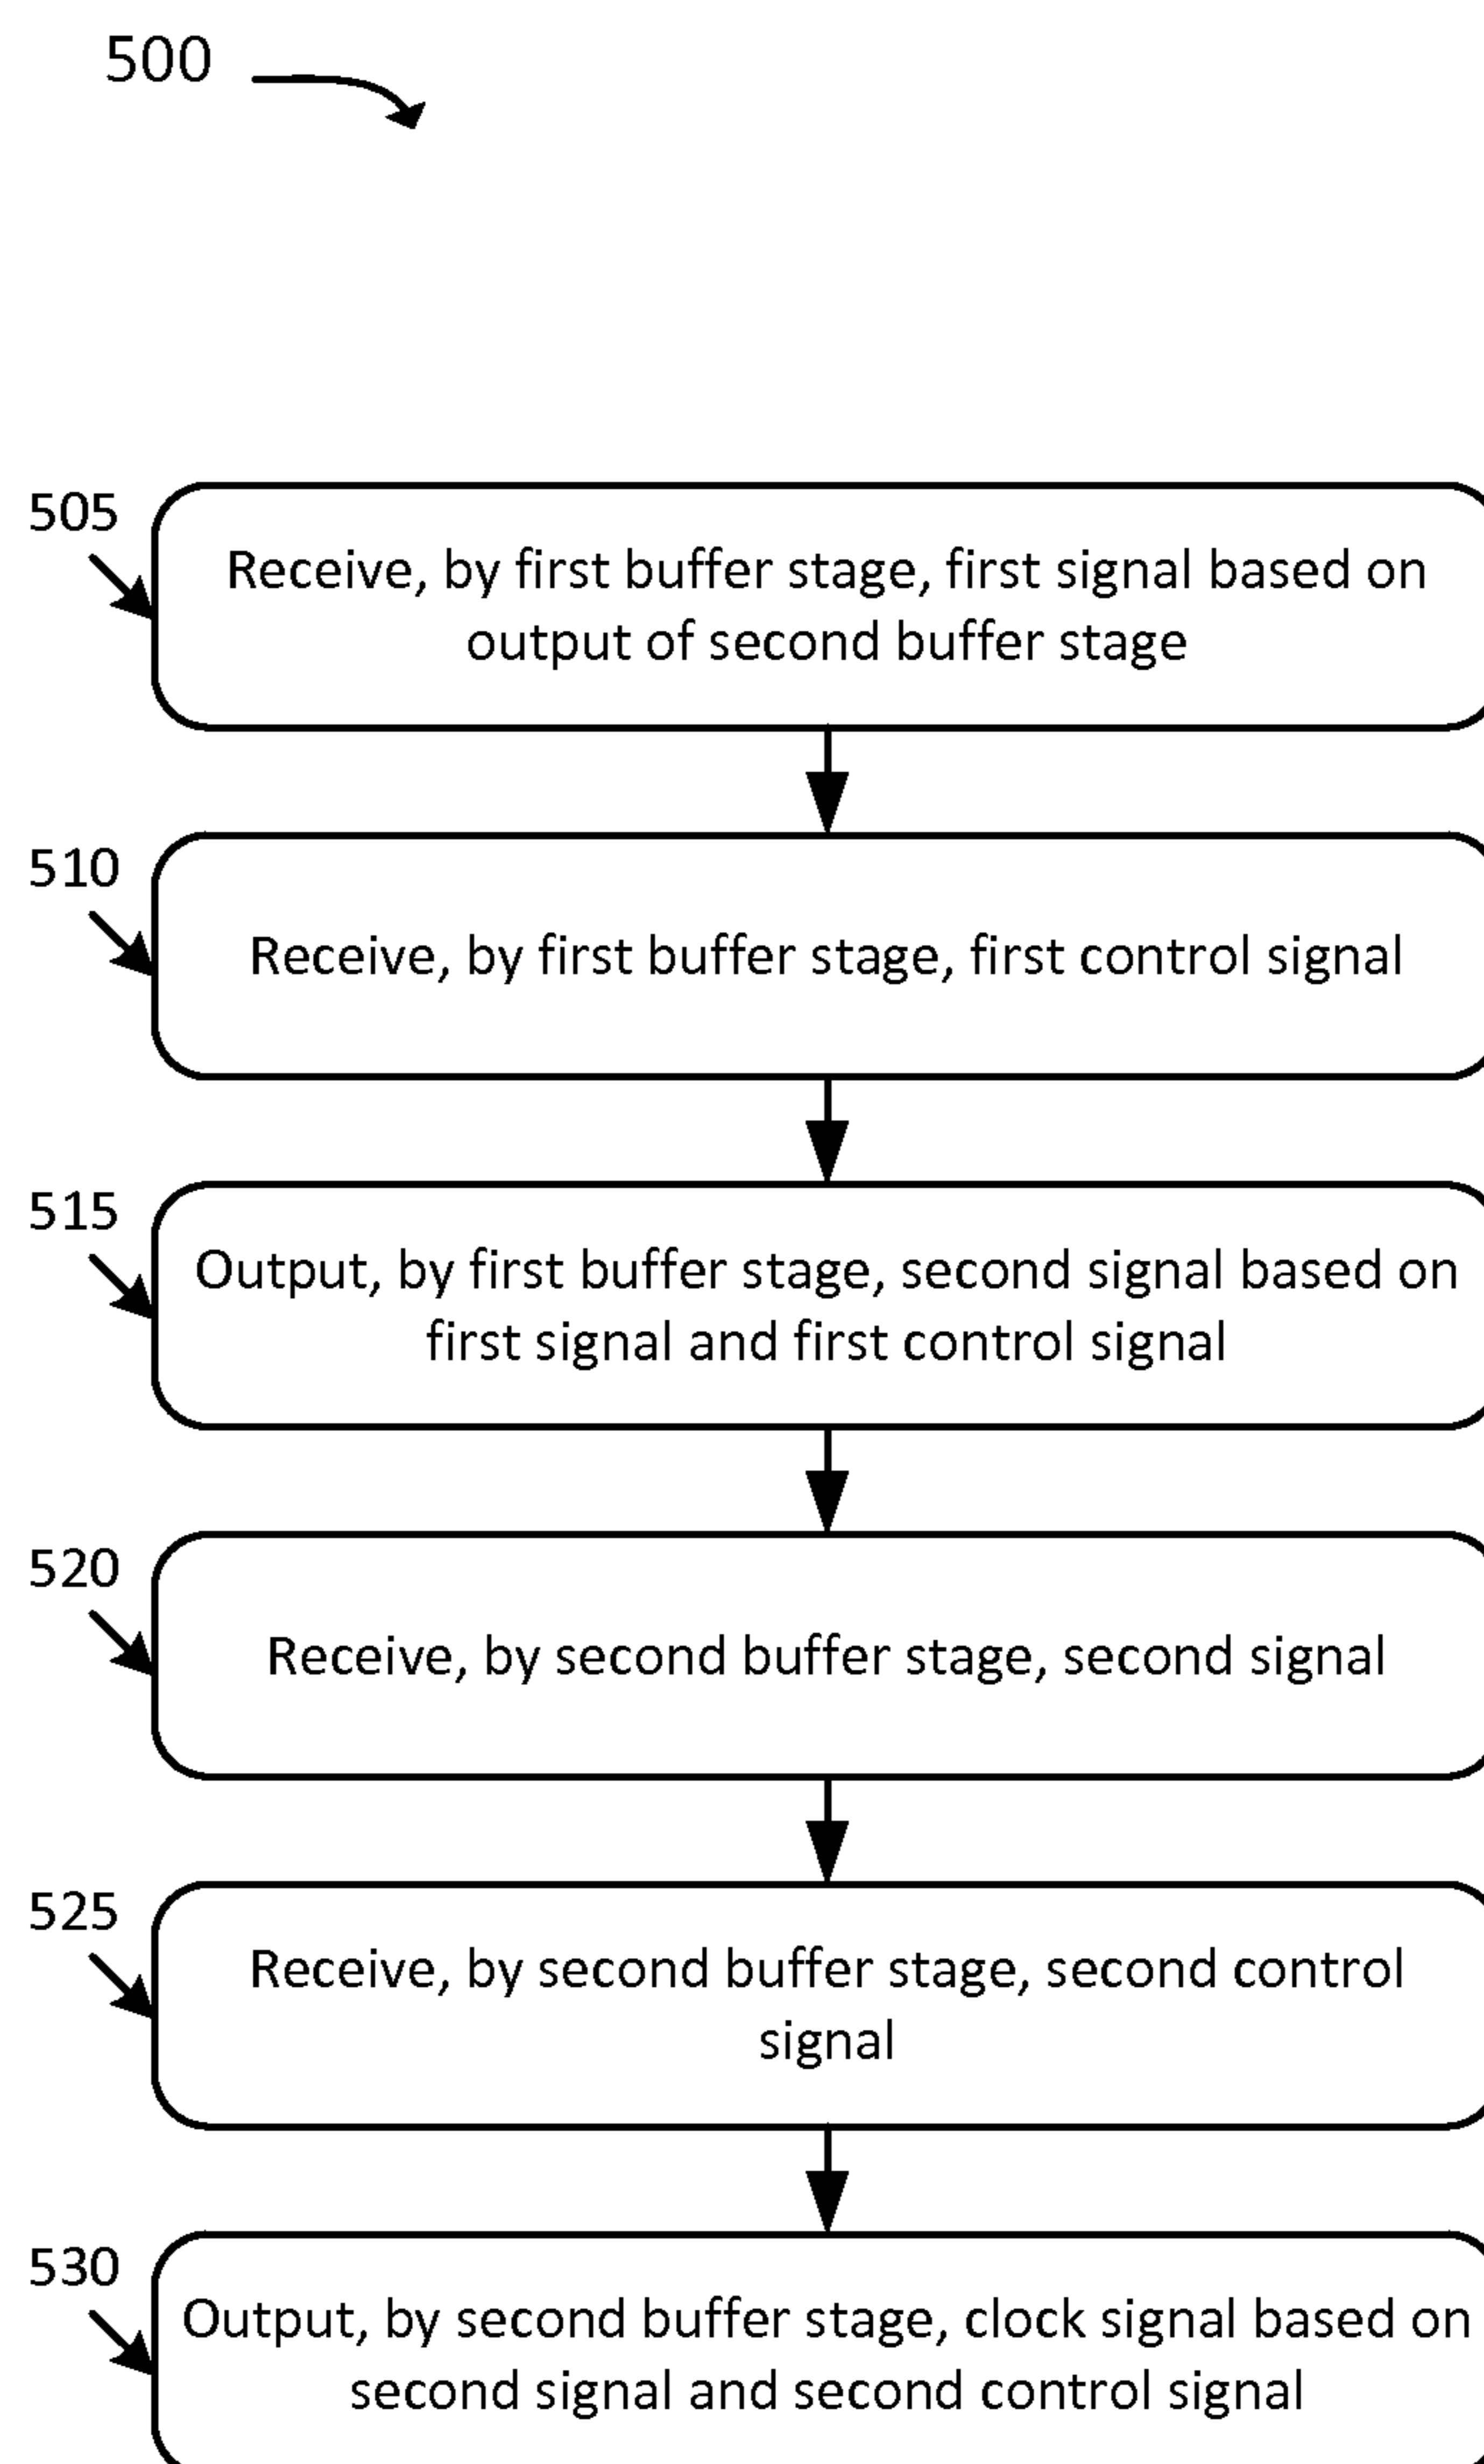 500
505
Receive, by first buffer stage, first signal based on
output of second buffer stage
510
Receive, by first buffer stage, first control signal
515
Output, by first buffer stage, second signal based on
first signal and first control signal
520
Receive, by second buffer stage, second signal
525
Receive, by second buffer stage, second control
signal
530
Output, by second buffer stage, clock signal based on
second signal and second control signal